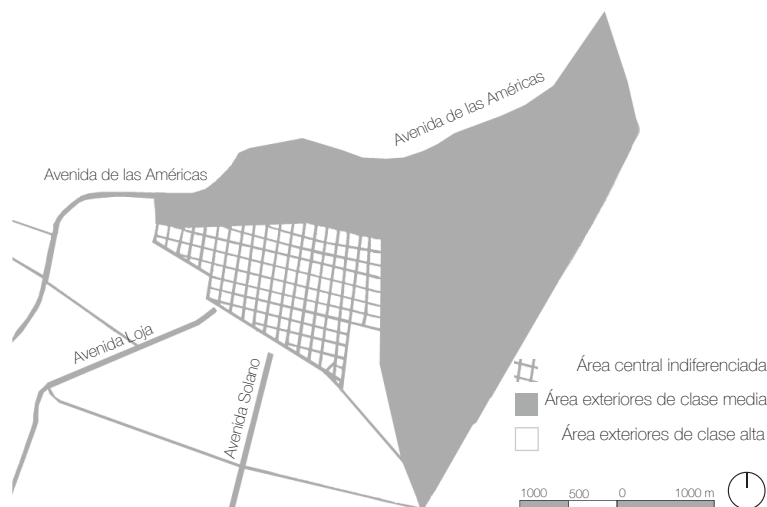 Avenida de las Américas
Avenida de las Américas
Avenida Loja
Avenida Solano
Área central indiferenciada
Área exteriores de clase media
Área exteriores de clase alta
1000 500 0 1000 m